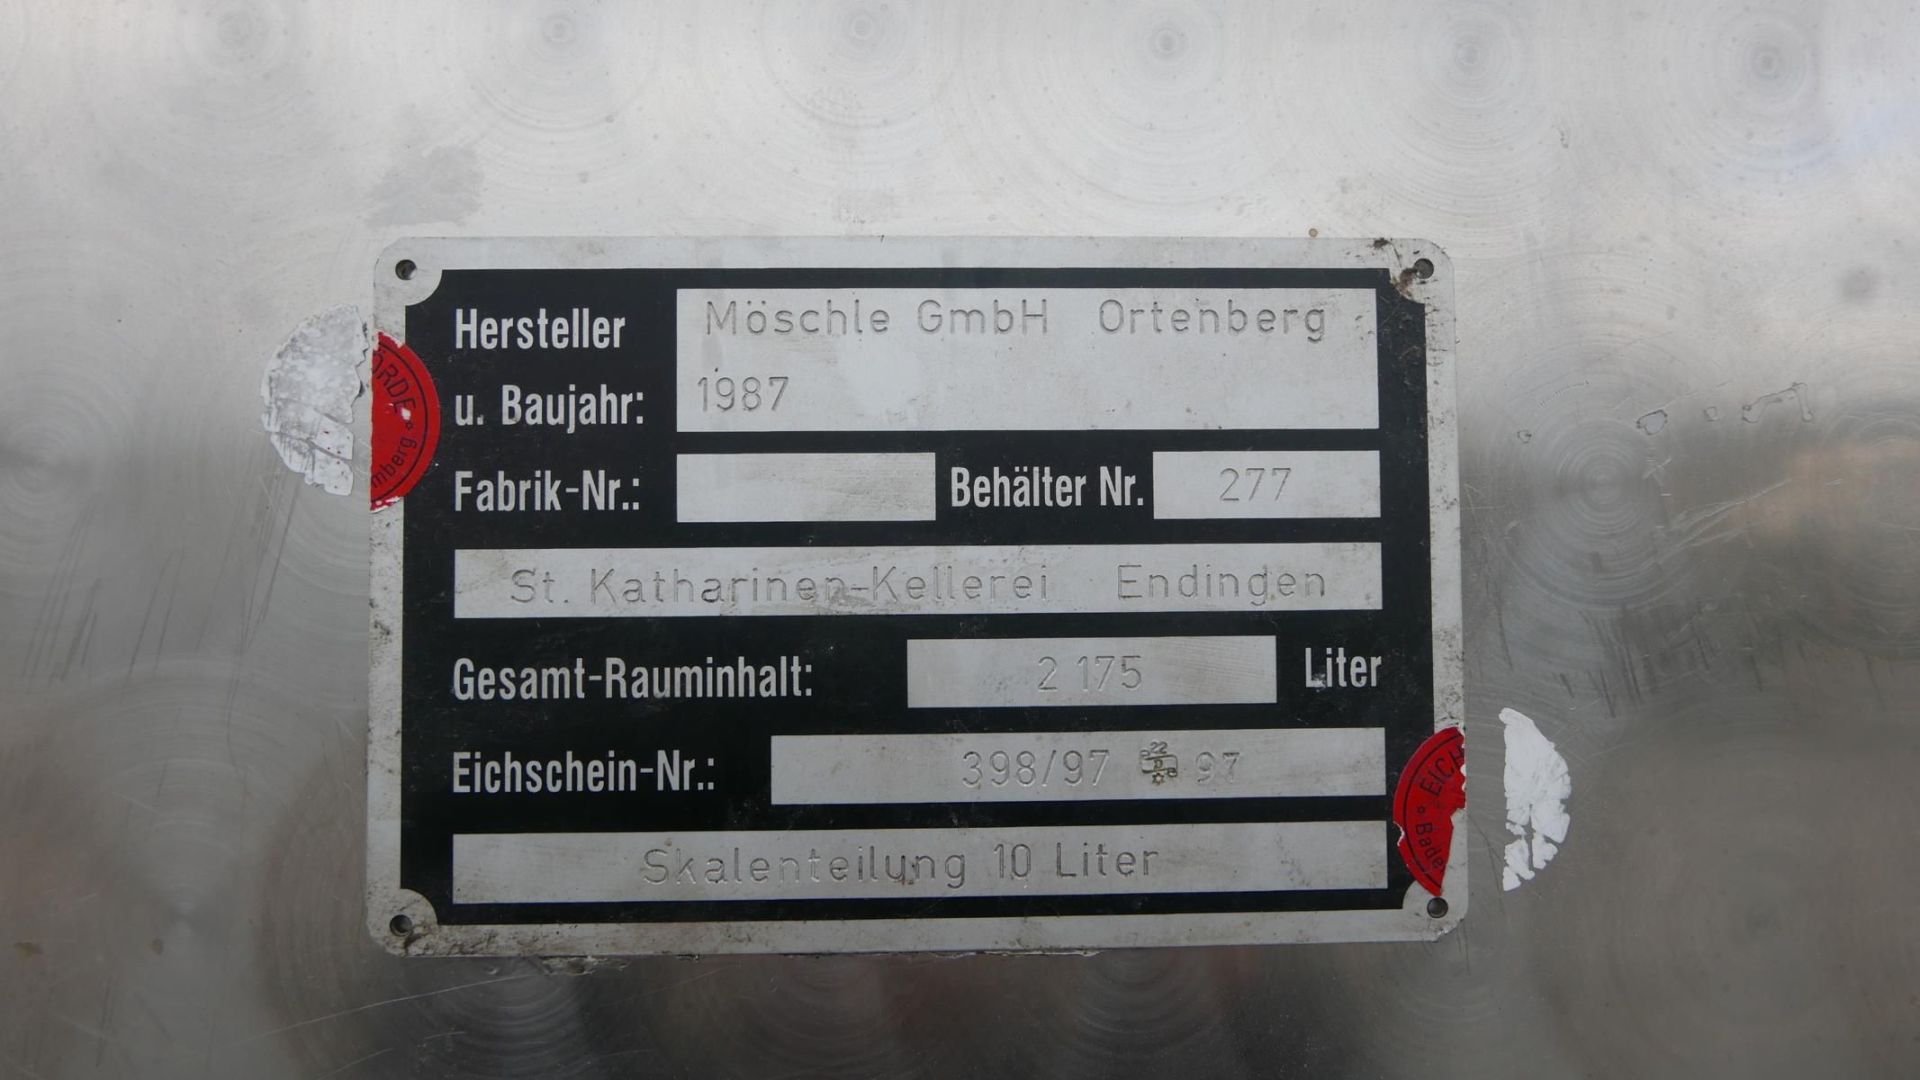 Hersteller Möschle GmbH Ortenberg
u. Baujahr: 1987
Fabrik-Nr.: Behälter Nr. 277
St. Katharinen-Kellerei Endingen
Gesamt-Rauminhalt: 2 175 Liter
Eichschein-Nr.: 398/97 22 D 97
Skalenteilung 10 Liter